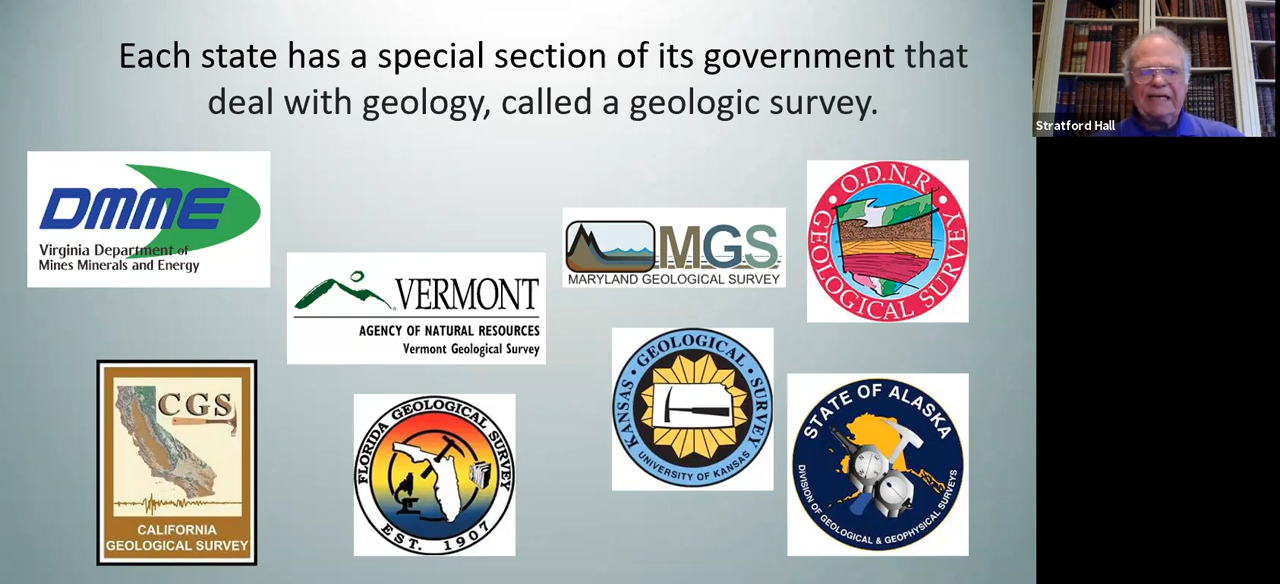 Each state has a special section of its government that
deal with geology, called a geologic survey.
Stratford Hall
DMME
Virginia Department of
Mines Minerals and Energy
VERMONT
AGENCY OF NATURAL RESOURCES
Vermont Geological Survey
MGS
MARYLAND GEOLOGICAL SURVEY
O.D.N.R.
GEOLOGICAL SURVEY
CGS
CALIFORNIA
GEOLOGICAL SURVEY
FLORIDA GEOLOGICAL SURVEY
EST. 1907
KANSAS • GEOLOGICAL • SURVEY
UNIVERSITY OF KANSAS
STATE OF ALASKA
DIVISION OF GEOLOGICAL & GEOPHYSICAL SURVEYS